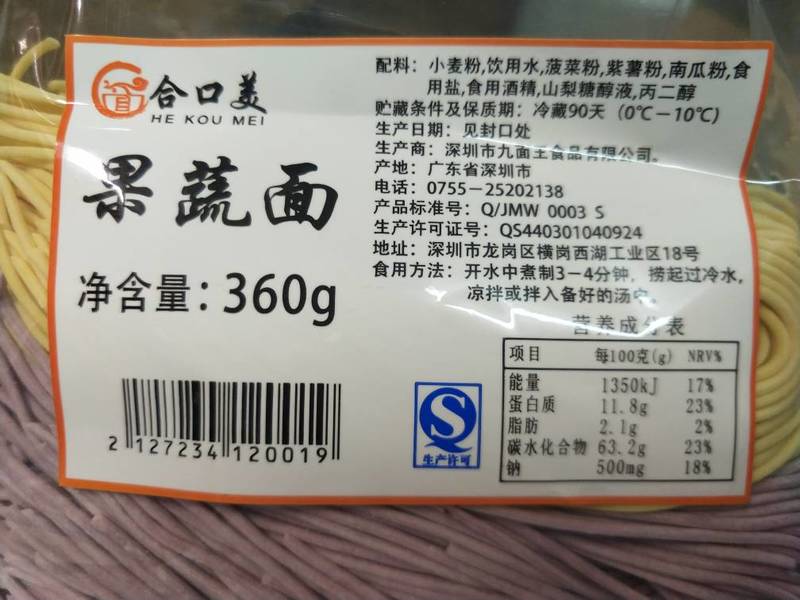 合口美
HE KOU MEI
果蔬面
净含量：360g
2 127234 120019
配料：小麦粉,饮用水,菠菜粉,紫薯粉,南瓜粉,食
用盐,食用酒精,山梨糖醇液,丙二醇
贮藏条件及保质期：冷藏90天（0℃－10℃）
生产日期：见封口处
生产商：深圳市九面王食品有限公司。
产地：广东省深圳市
电话：0755－25202138
产品标准号：Q/JMW 0003 S
生产许可证号：QS440301040924
地址：深圳市龙岗区横岗西湖工业区18号
食用方法：开水中煮制3－4分钟，捞起过冷水,
凉拌或拌入备好的汤中。
营养成分表
项目 每100克(g) NRV%
能量 1350kJ 17%
蛋白质 11.8g 23%
脂肪 2.1g 2%
碳水化合物 63.2g 23%
钠 500mg 18%
生产许可